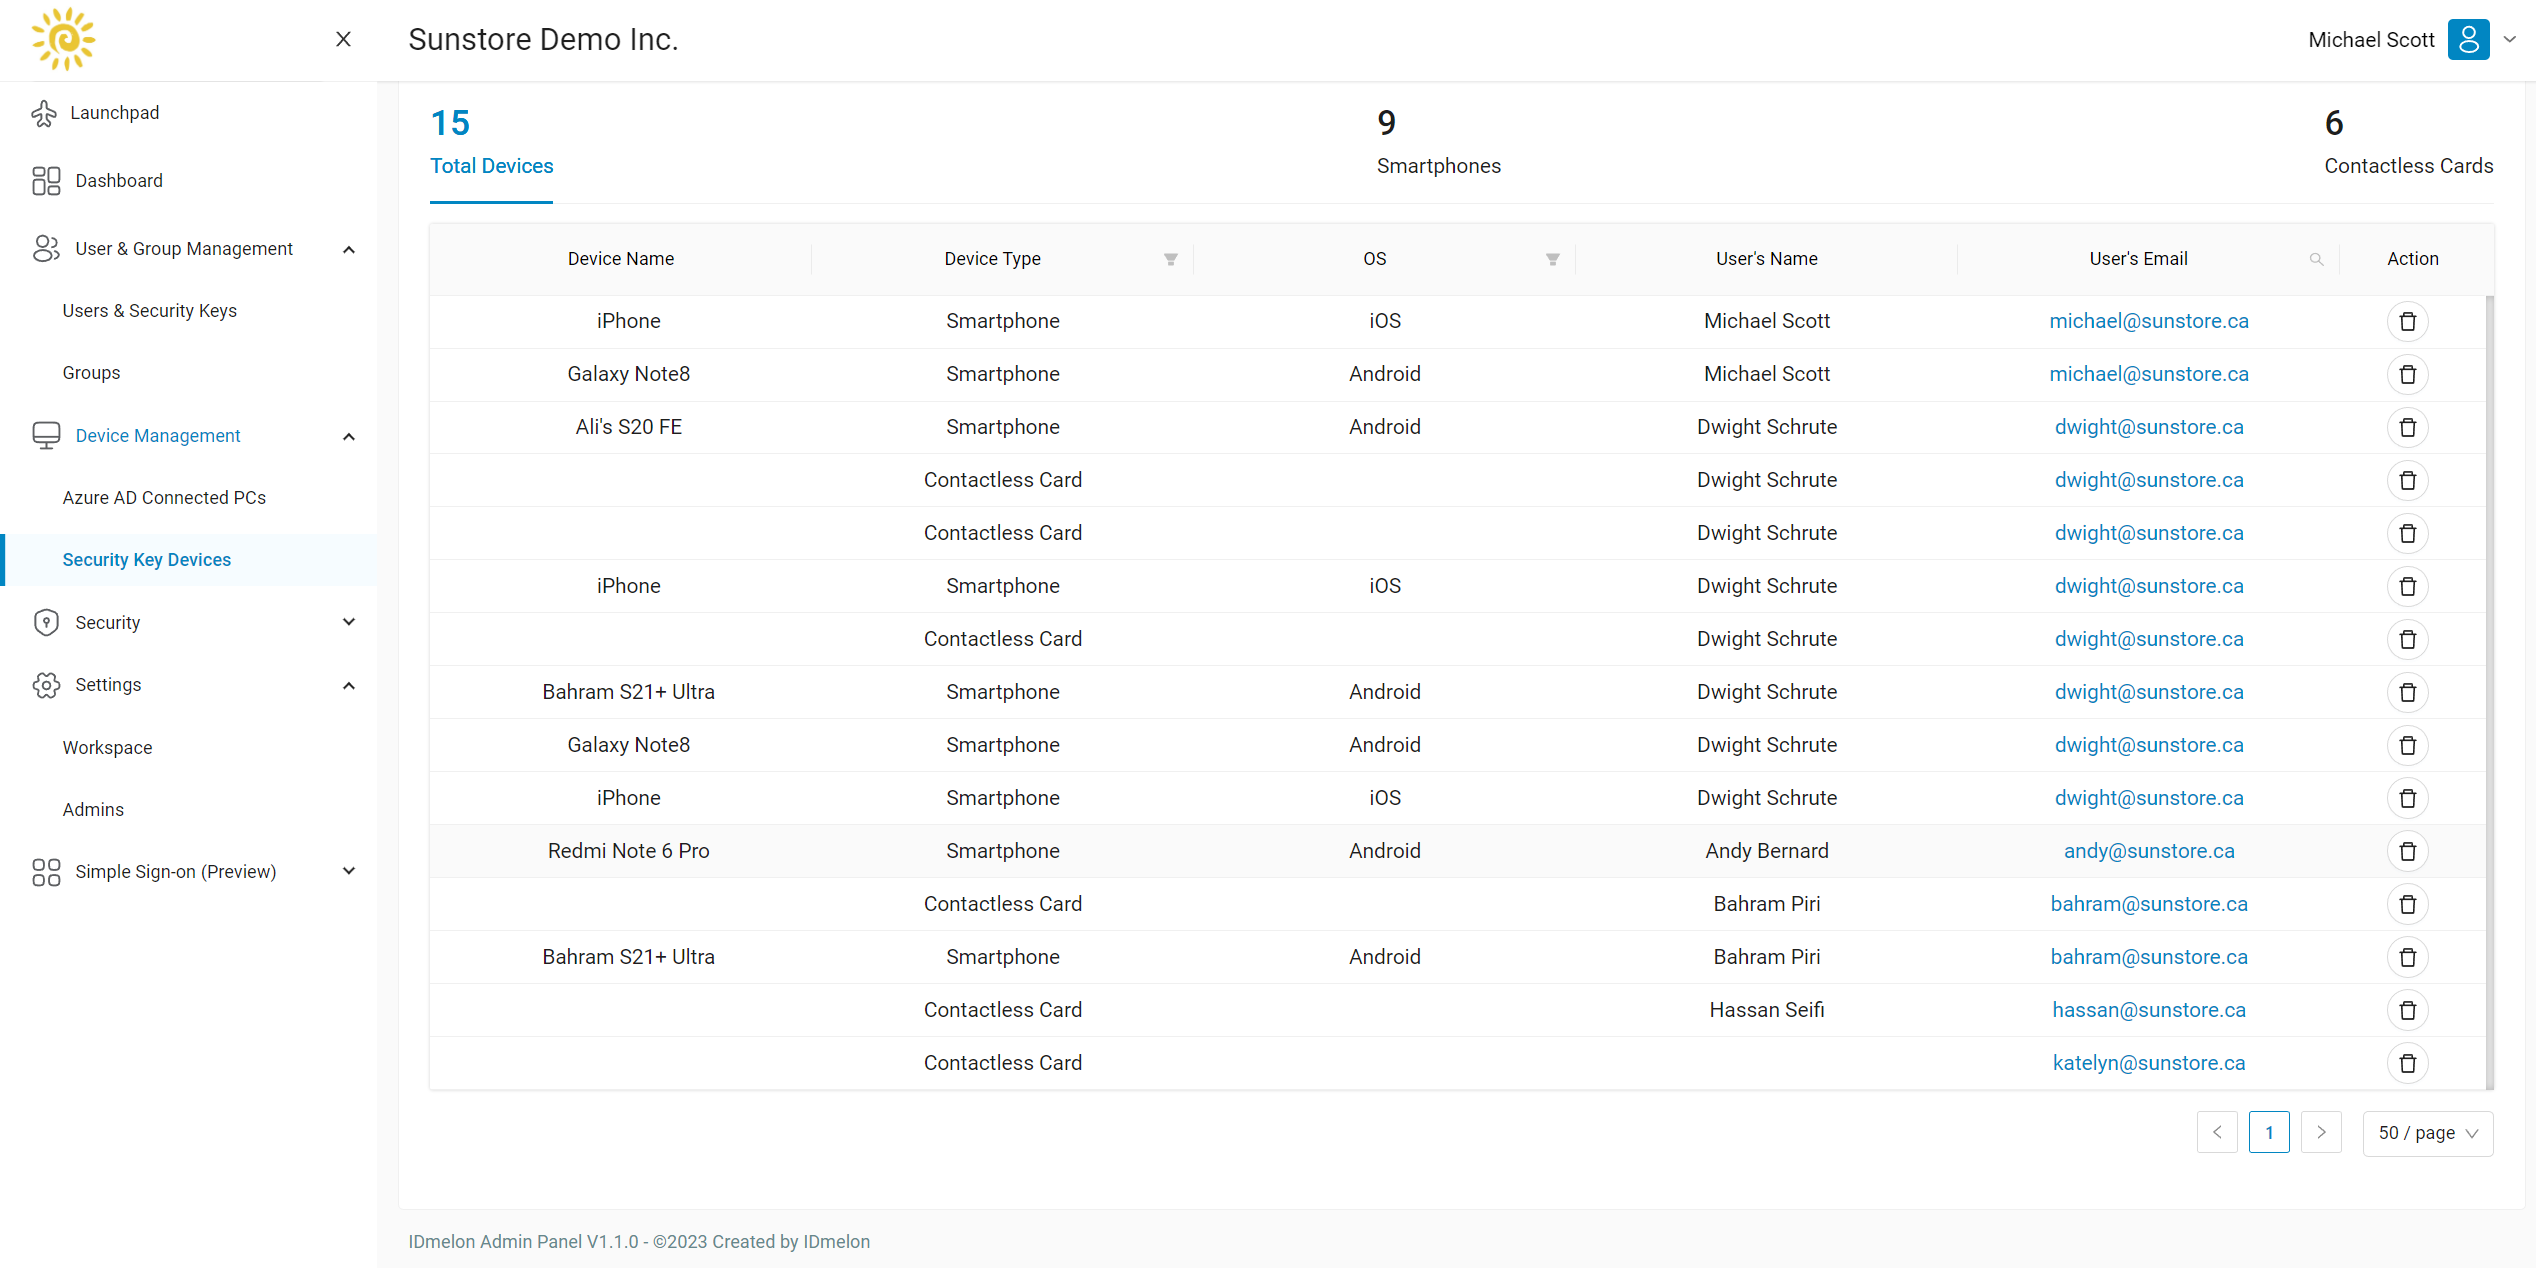 Sunstore Demo Inc.
Michael Scott
Launchpad
Dashboard
User & Group Management
Users & Security Keys
Groups
Device Management
Azure AD Connected PCs
Security Key Devices
Security
Settings
Workspace
Admins
Simple Sign-on (Preview)
15
Total Devices
9
Smartphones
6
Contactless Cards
Device Name Device Type OS User's Name User's Email Action
iPhone Smartphone iOS Michael Scott michael@sunstore.ca
Galaxy Note8 Smartphone Android Michael Scott michael@sunstore.ca
Ali's S20 FE Smartphone Android Dwight Schrute dwight@sunstore.ca
Contactless Card Dwight Schrute dwight@sunstore.ca
Contactless Card Dwight Schrute dwight@sunstore.ca
iPhone Smartphone iOS Dwight Schrute dwight@sunstore.ca
Contactless Card Dwight Schrute dwight@sunstore.ca
Bahram S21+ Ultra Smartphone Android Dwight Schrute dwight@sunstore.ca
Galaxy Note8 Smartphone Android Dwight Schrute dwight@sunstore.ca
iPhone Smartphone iOS Dwight Schrute dwight@sunstore.ca
Redmi Note 6 Pro Smartphone Android Andy Bernard andy@sunstore.ca
Contactless Card Bahram Piri bahram@sunstore.ca
Bahram S21+ Ultra Smartphone Android Bahram Piri bahram@sunstore.ca
Contactless Card Hassan Seifi hassan@sunstore.ca
Contactless Card katelyn@sunstore.ca
1 50 / page
IDmelon Admin Panel V1.1.0 - ©2023 Created by IDmelon